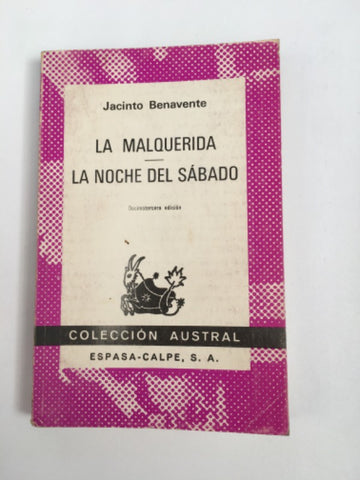 Jacinto Benavente
LA MALQUERIDA
LA NOCHE DEL SÁBADO
Decimotercera edición
COLECCIÓN AUSTRAL
ESPASA-CALPE, S. A.